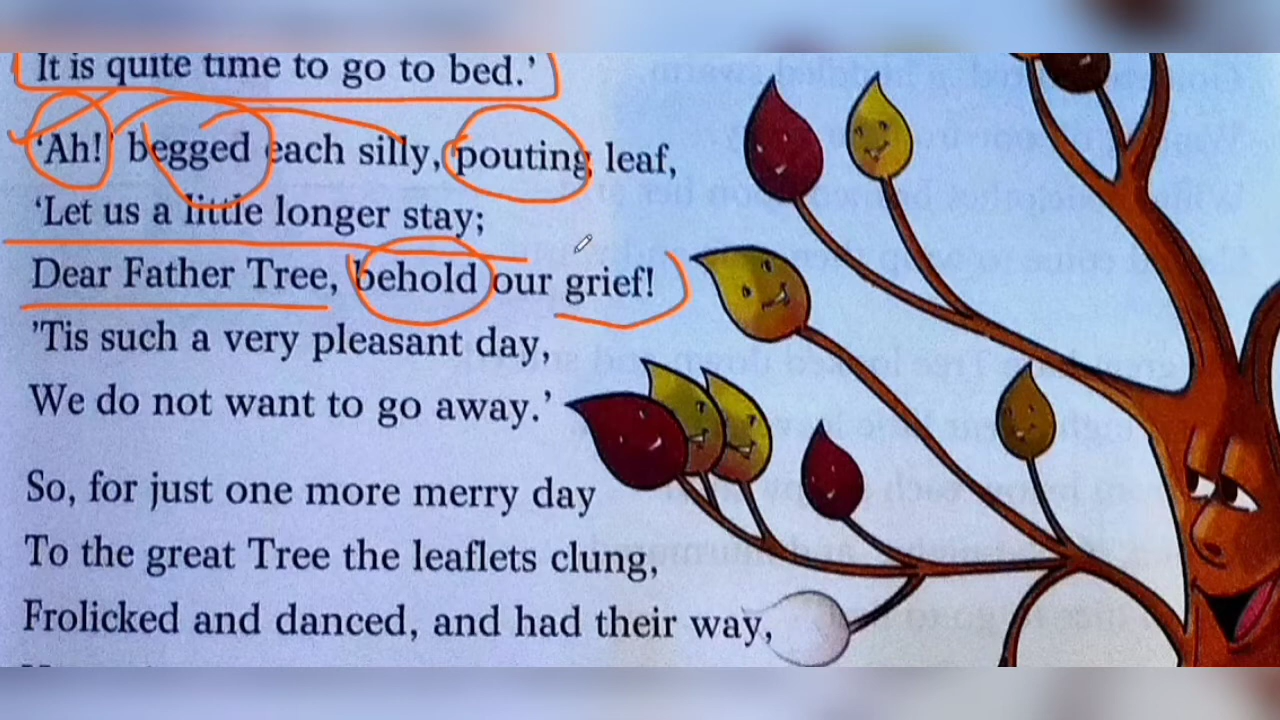 It is quite time to go to bed.’
‘Ah!’ begged each silly, pouting leaf,
‘Let us a little longer stay;
Dear Father Tree, behold our grief!
’Tis such a very pleasant day,
We do not want to go away.’
So, for just one more merry day
To the great Tree the leaflets clung,
Frolicked and danced, and had their way,